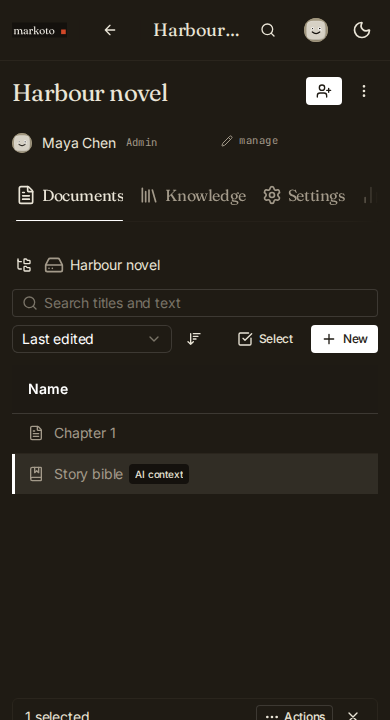 markoto
Harbour...
Harbour novel
Maya Chen Admin manage
Documents Knowledge Settings
Harbour novel
Search titles and text
Last edited Select New
Name
Chapter 1
Story bible AI context
1 selected Actions